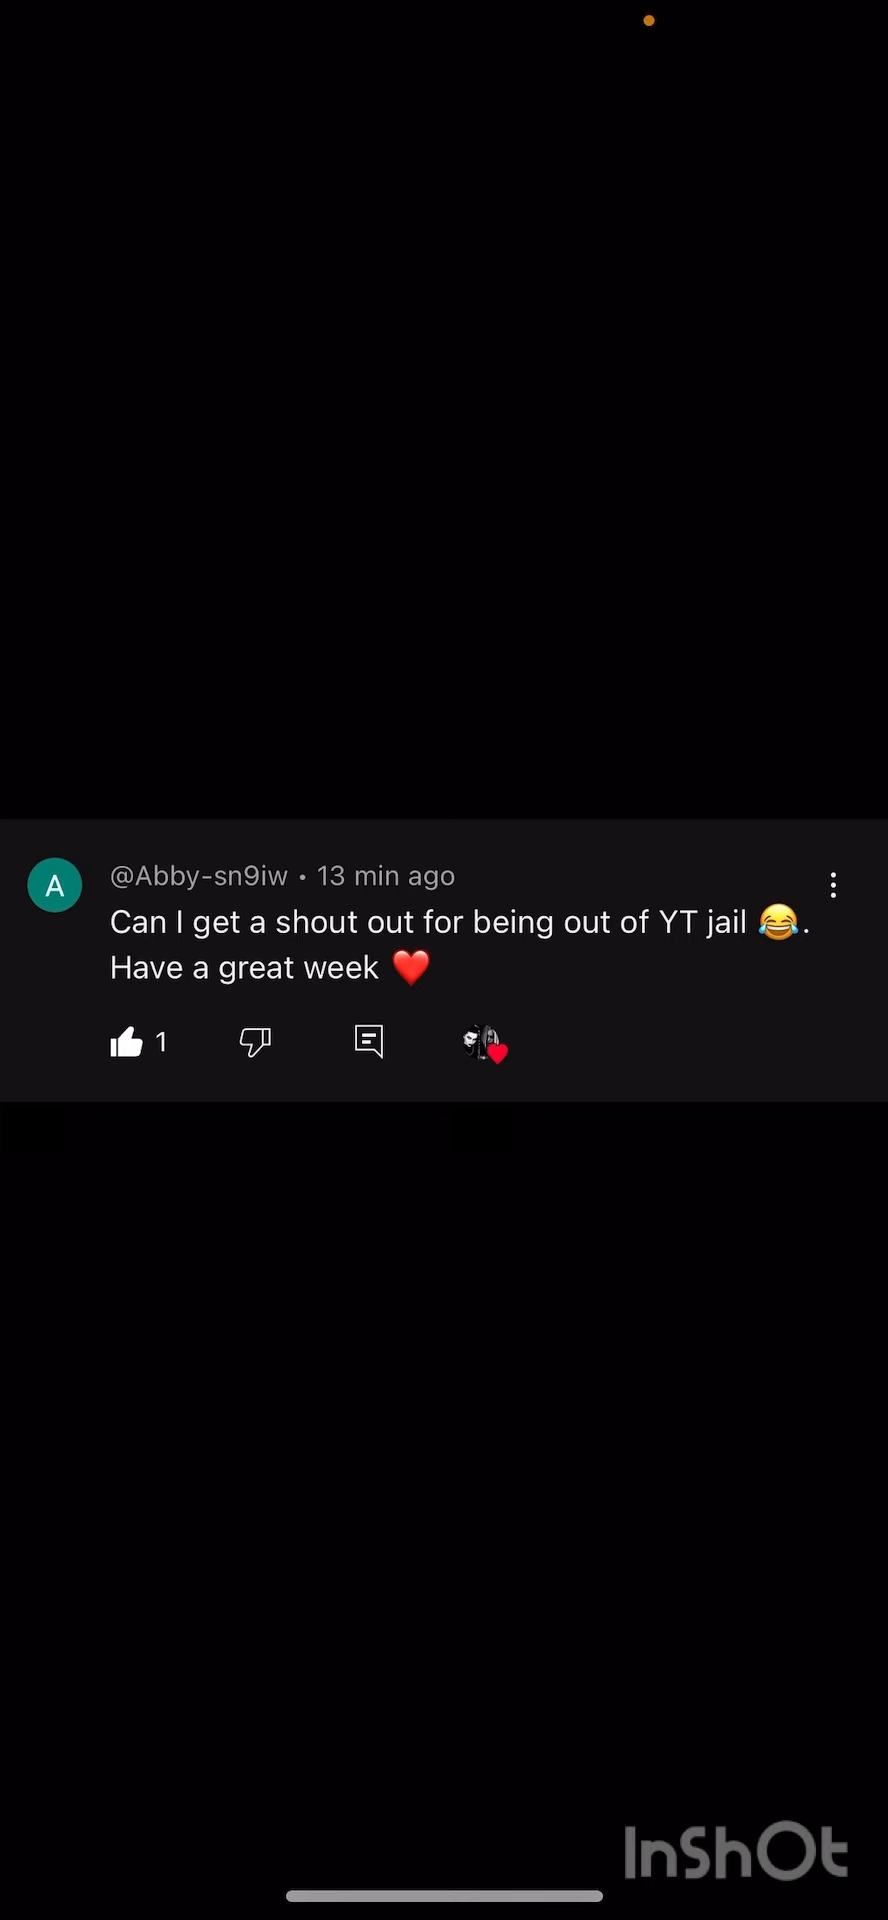 @Abby-sn9iw • 13 min ago
Can I get a shout out for being out of YT jail 😂.
Have a great week ❤️
1
A
InShOt